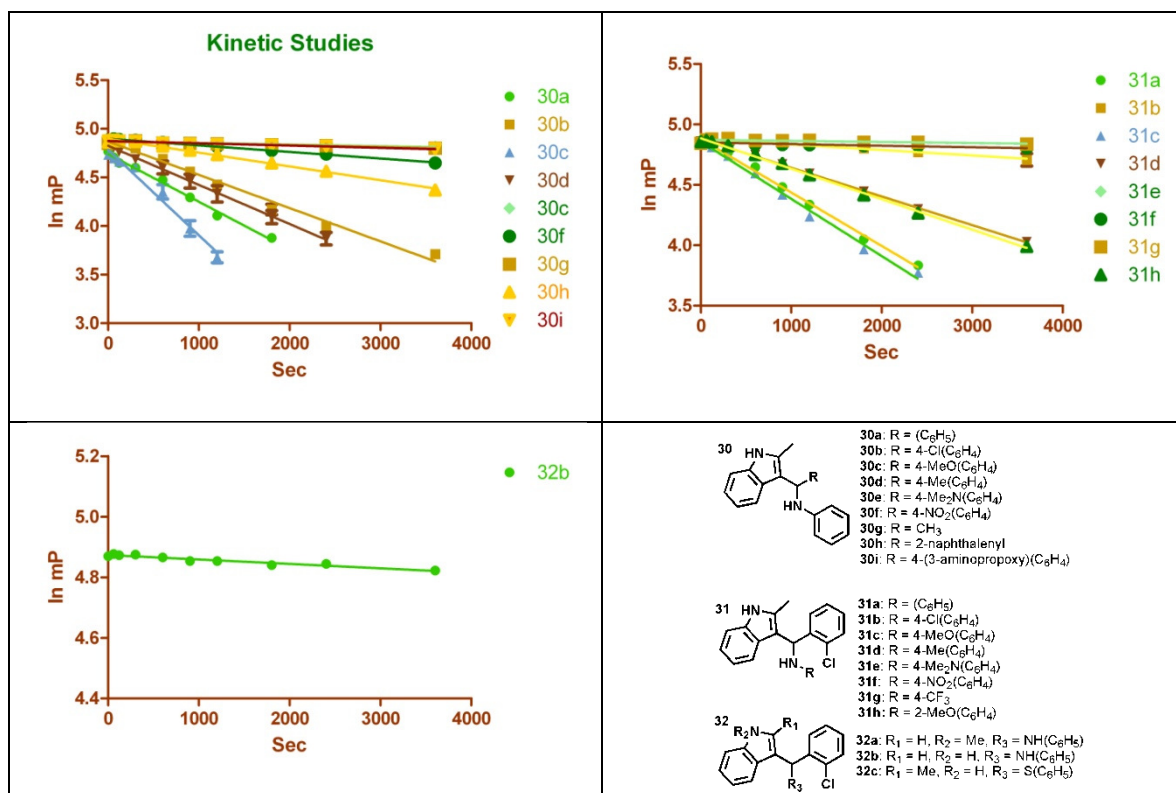 Kinetic Studies
5.5
5.0
4.5
4.0
3.5
3.0
ln mP
0
1000
2000
3000
4000
Sec
30a
30b
30c
30d
30c
30f
30g
30h
30i
5.5
5.0
4.5
4.0
3.5
ln mP
0
1000
2000
3000
4000
Sec
31a
31b
31c
31d
31e
31f
31g
31h
5.2
5.0
4.8
4.6
4.4
ln mP
0
1000
2000
3000
4000
Sec
32b
30
HN
R
HN
30a: R = (C₆H₅)
30b: R = 4-Cl(C₆H₄)
30c: R = 4-MeO(C₆H₄)
30d: R = 4-Me(C₆H₄)
30e: R = 4-Me₂N(C₆H₄)
30f: R = 4-NO₂(C₆H₄)
30g: R = CH₃
30h: R = 2-naphthalenyl
30i: R = 4-(3-aminopropoxy)(C₆H₄)
31
HN
Cl
HN
R
31a: R = (C₆H₅)
31b: R = 4-Cl(C₆H₄)
31c: R = 4-MeO(C₆H₄)
31d: R = 4-Me(C₆H₄)
31e: R = 4-Me₂N(C₆H₄)
31f: R = 4-NO₂(C₆H₄)
31g: R = 4-CF₃
31h: R = 2-MeO(C₆H₄)
32
R₂
N
R₁
R₃
Cl
32a: R₁ = H, R₂ = Me, R₃ = NH(C₆H₅)
32b: R₁ = H, R₂ = H, R₃ = NH(C₆H₅)
32c: R₁ = Me, R₂ = H, R₃ = S(C₆H₅)